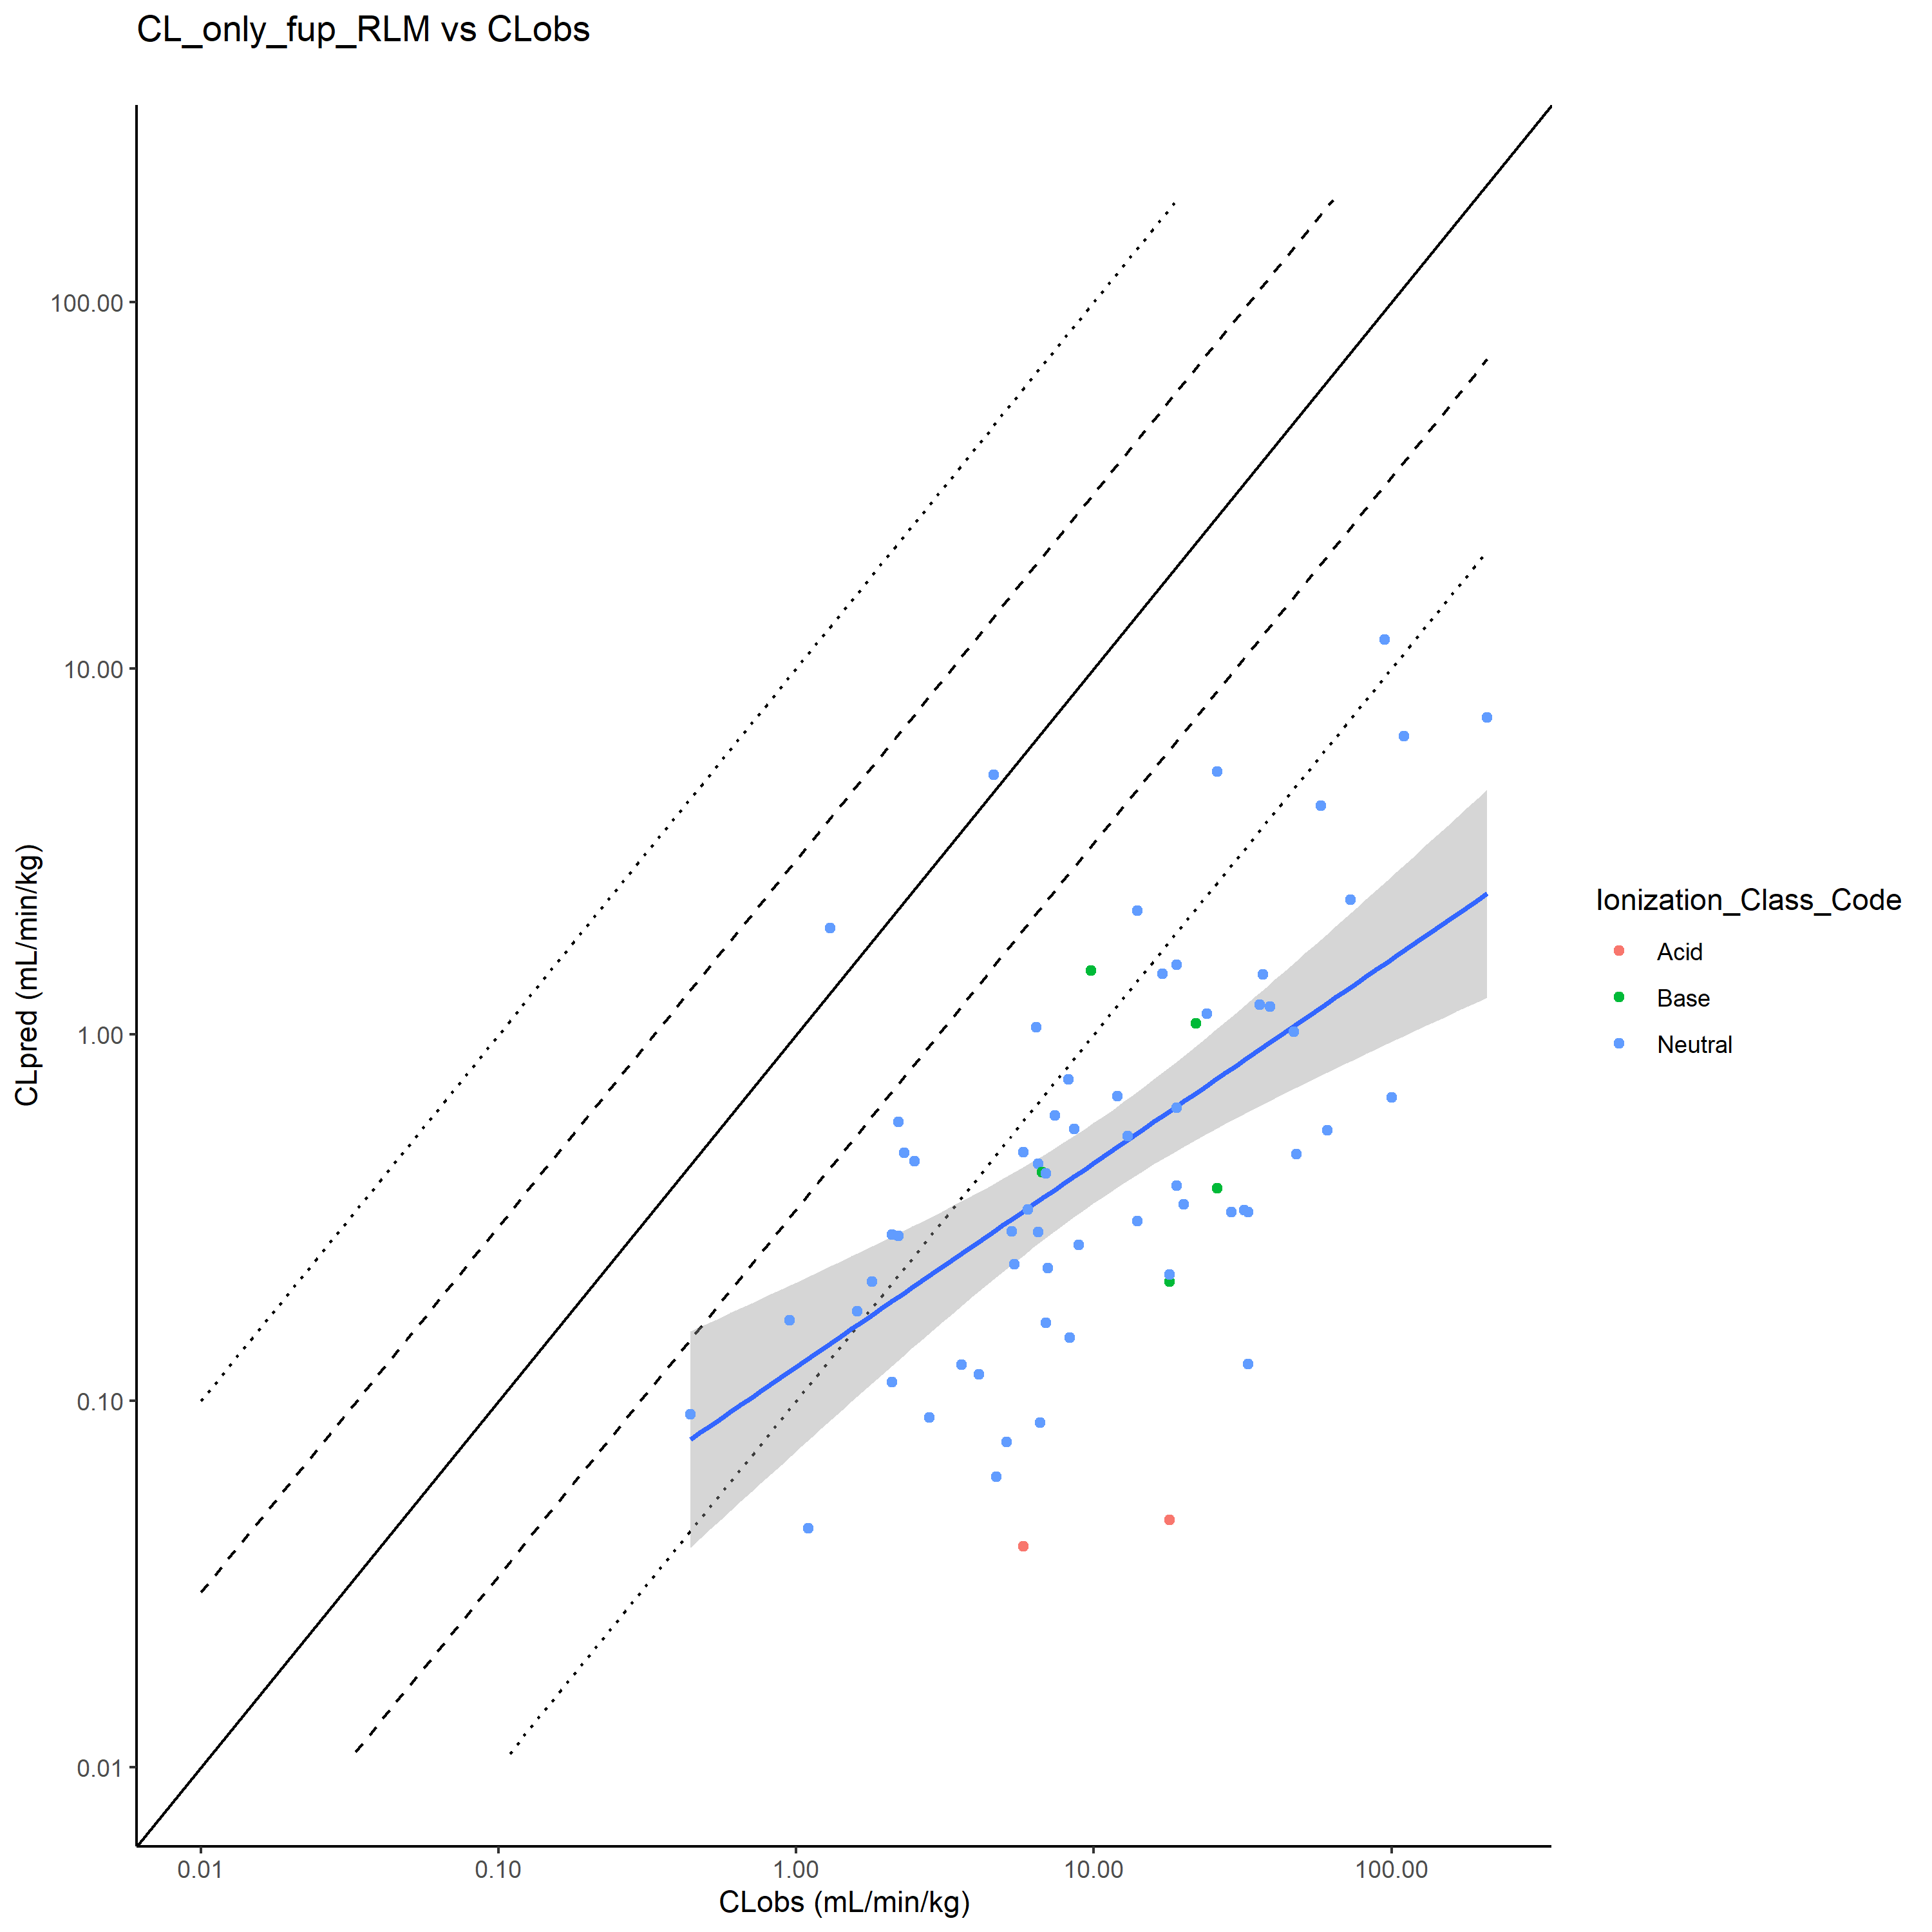 CL_only_fup_RLM vs CLobs
100.00
10.00
1.00
0.10
0.01
CLpred (mL/min/kg)
0.01
0.10
1.00
10.00
100.00
CLobs (mL/min/kg)
Ionization_Class_Code
Acid
Base
Neutral